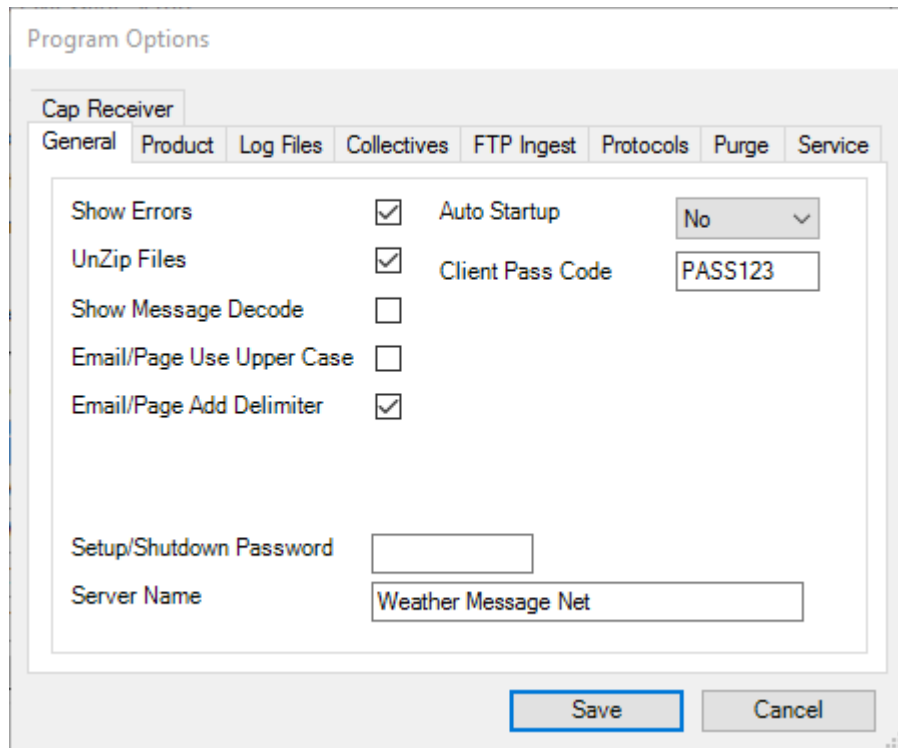 Program Options
Cap Receiver
General Product Log Files Collectives FTP Ingest Protocols Purge Service
Show Errors Auto Startup No
UnZip Files Client Pass Code PASS123
Show Message Decode
Email/Page Use Upper Case
Email/Page Add Delimiter
Setup/Shutdown Password
Server Name Weather Message Net
Save Cancel